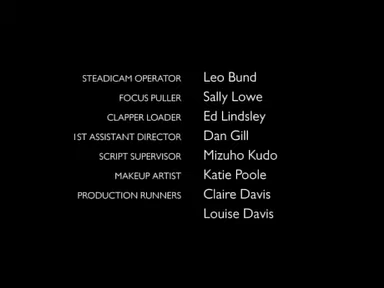 STEADICAM OPERATOR Leo Bund
FOCUS PULLER Sally Lowe
CLAPPER LOADER Ed Lindsley
1ST ASSISTANT DIRECTOR Dan Gill
SCRIPT SUPERVISOR Mizuho Kudo
MAKEUP ARTIST Katie Poole
PRODUCTION RUNNERS Claire Davis
Louise Davis